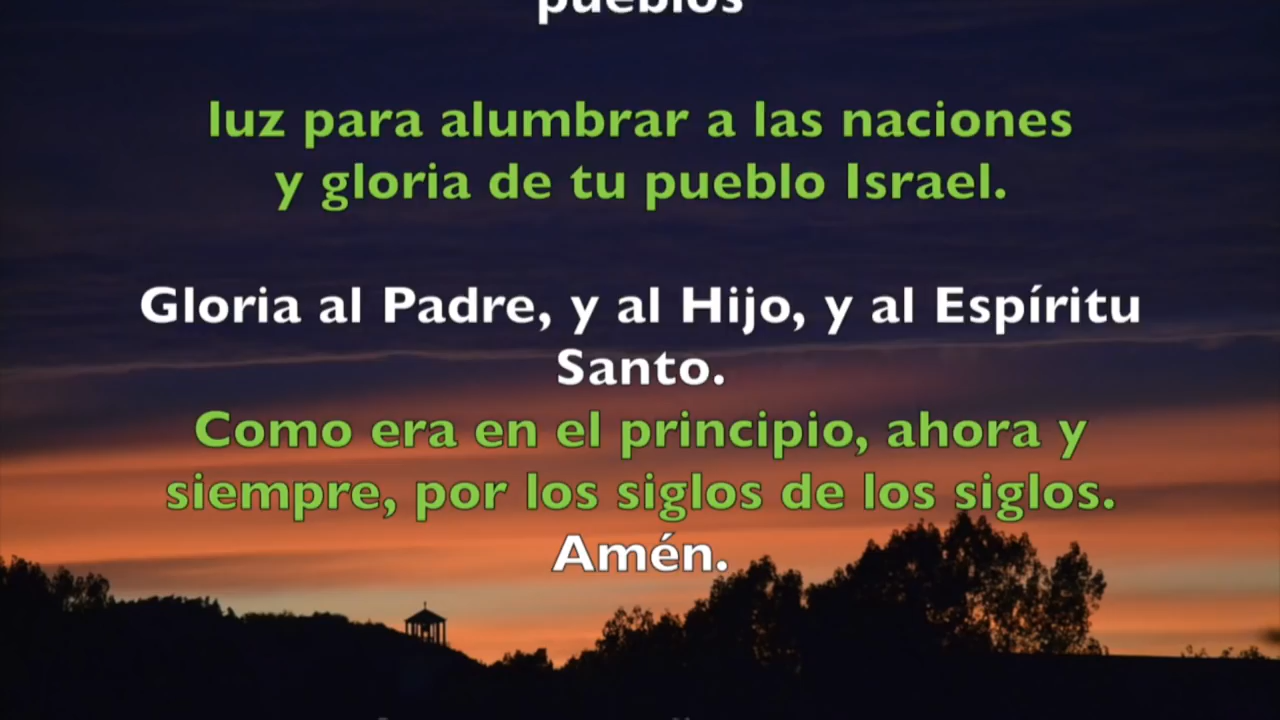 pueblos
luz para alumbrar a las naciones
y gloria de tu pueblo Israel.
Gloria al Padre, y al Hijo, y al Espíritu
Santo.
Como era en el principio, ahora y
siempre, por los siglos de los siglos.
Amén.